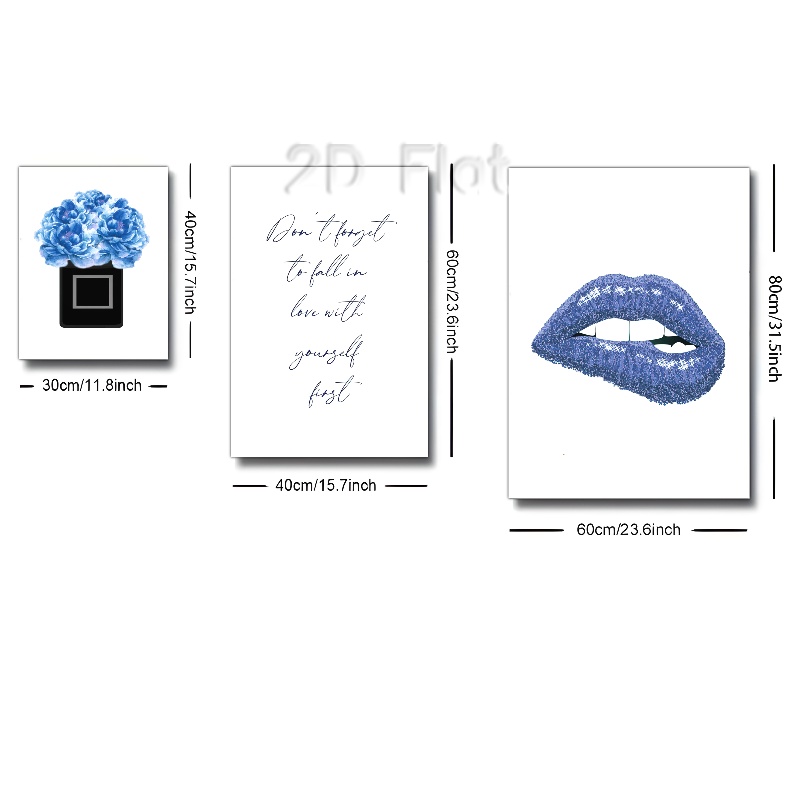 2D Flat
Don't forget
to fall in
love with
yourself
first
40cm/15.7inch
30cm/11.8inch
60cm/23.6inch
40cm/15.7inch
80cm/31.5inch
60cm/23.6inch